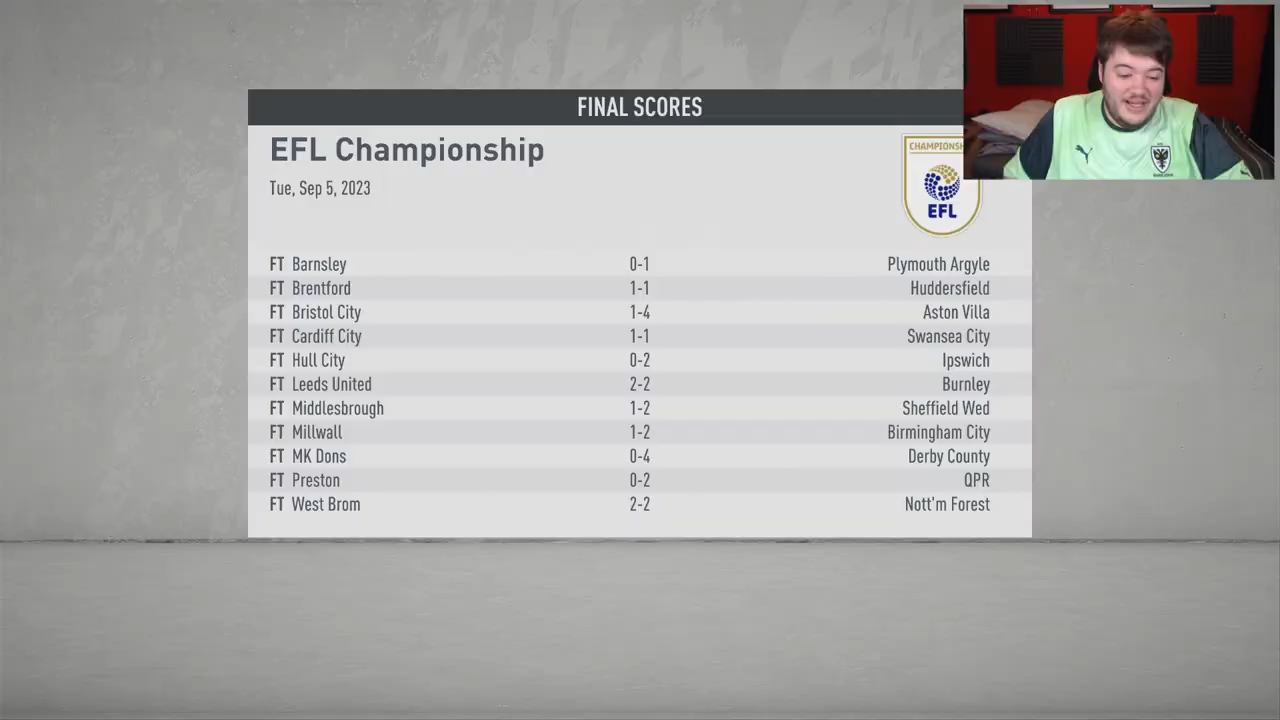 FINAL SCORES
EFL Championship
Tue, Sep 5, 2023
EFL
FT Barnsley 0-1 Plymouth Argyle
FT Brentford 1-1 Huddersfield
FT Bristol City 1-4 Aston Villa
FT Cardiff City 1-1 Swansea City
FT Hull City 0-2 Ipswich
FT Leeds United 2-2 Burnley
FT Middlesbrough 1-2 Sheffield Wed
FT Millwall 1-2 Birmingham City
FT MK Dons 0-4 Derby County
FT Preston 0-2 QPR
FT West Brom 2-2 Nott'm Forest